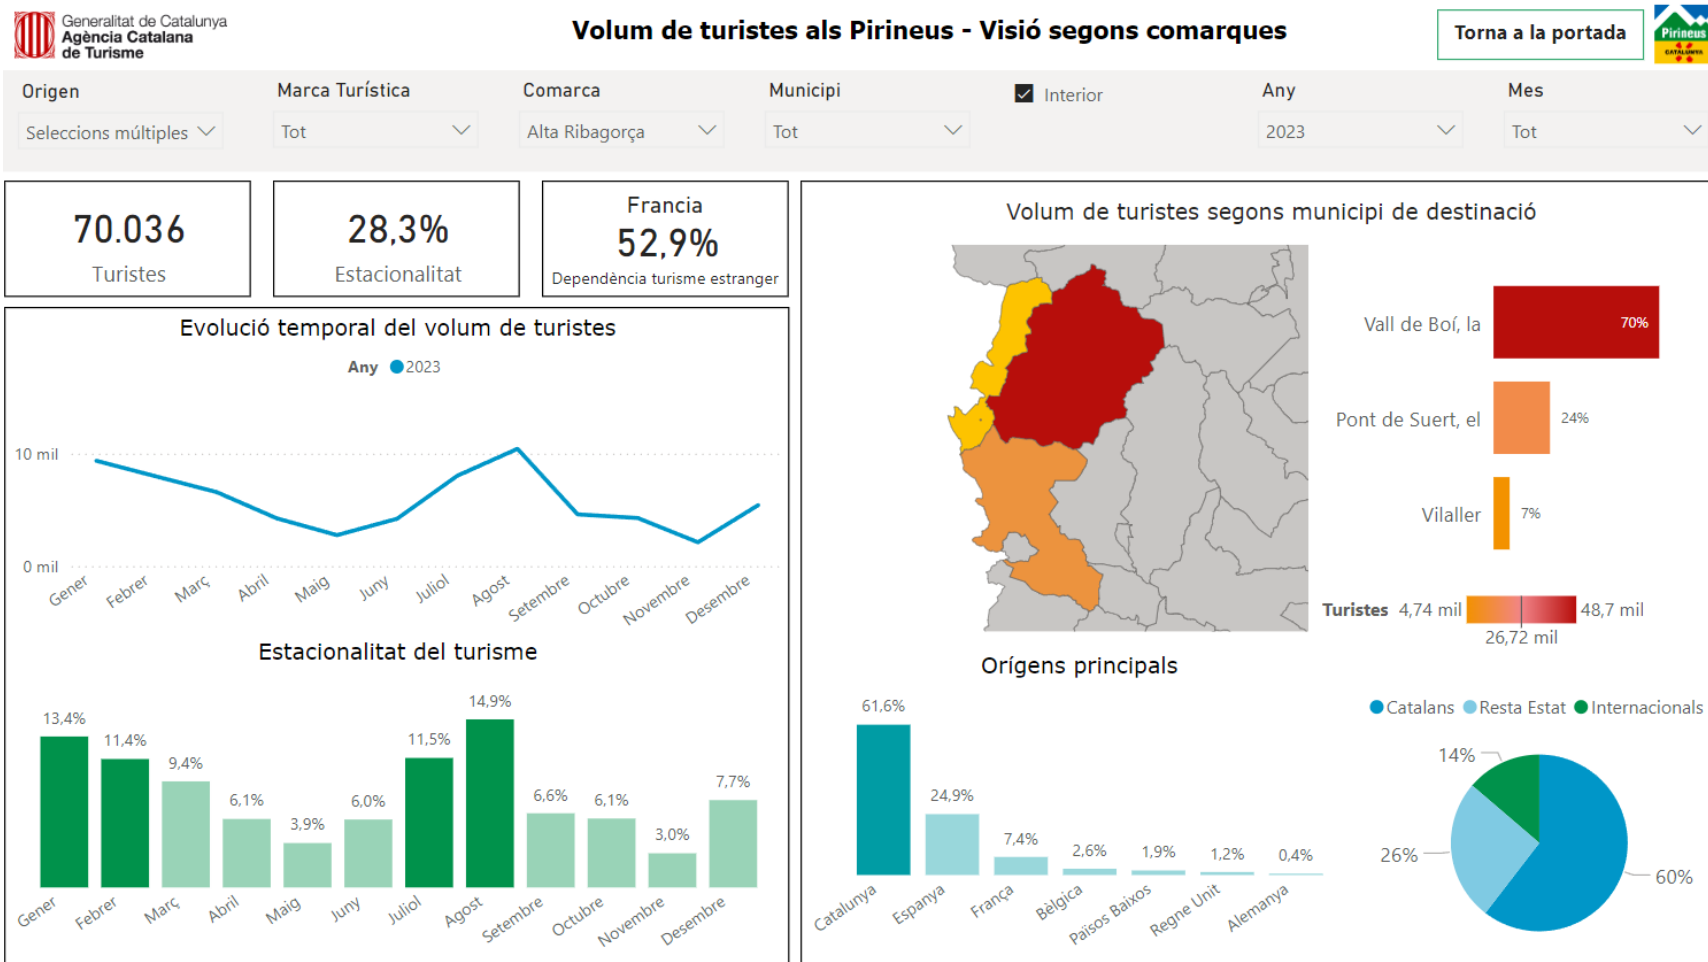 Generalitat de Catalunya
Agència Catalana
de Turisme
Volum de turistes als Pirineus - Visió segons comarques
Torna a la portada
Pirineus
CATALUNYA
Origen
Marca Turística
Comarca
Municipi
Interior
Any
Mes
Seleccions múltiples
Tot
Alta Ribagorça
Tot
2023
Tot
70.036
Turistes
28,3%
Estacionalitat
Francia
52,9%
Dependència turisme estranger
Evolució temporal del volum de turistes
Any 2023
10 mil
0 mil
Gener
Febrer
Març
Abril
Maig
Juny
Juliol
Agost
Setembre
Octubre
Novembre
Desembre
Estacionalitat del turisme
13,4%
11,4%
9,4%
6,1%
3,9%
6,0%
11,5%
14,9%
6,6%
6,1%
3,0%
7,7%
Gener
Febrer
Març
Abril
Maig
Juny
Juliol
Agost
Setembre
Octubre
Novembre
Desembre
Volum de turistes segons municipi de destinació
Vall de Boí, la
70%
Pont de Suert, el
24%
Vilaller
7%
Turistes 4,74 mil 48,7 mil
26,72 mil
Orígens principals
61,6%
24,9%
7,4%
2,6%
1,9%
1,2%
0,4%
Catalunya
Espanya
França
Bèlgica
Països Baixos
Regne Unit
Alemanya
Catalans Resta Estat Internacionals
14%
26%
60%